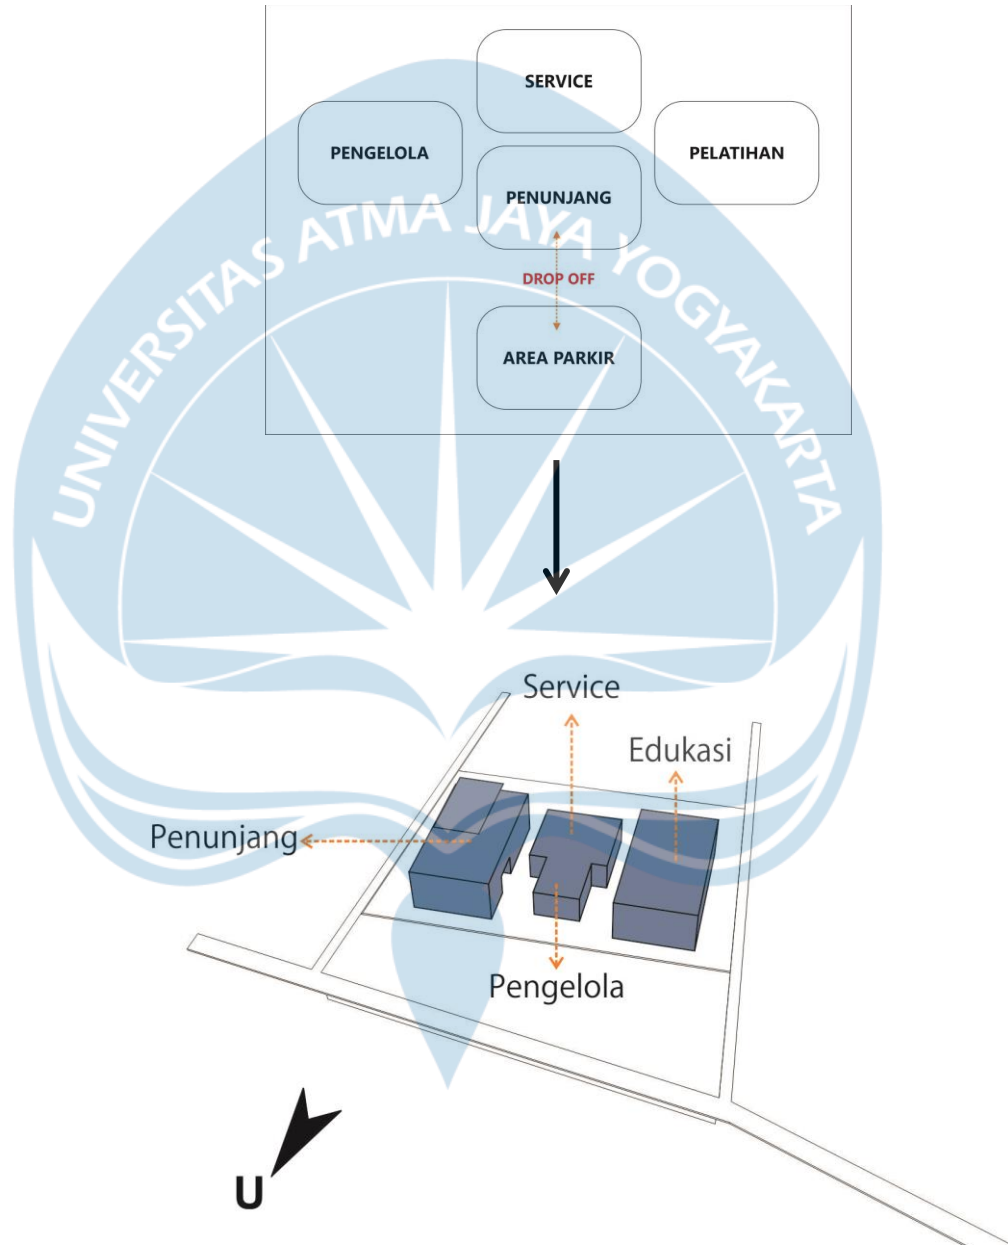 SERVICE
PENGELOLA
PELATIHAN
PENUNJANG
UNIVERSITAS ATMA JAYA YOGYAKARTA
DROP OFF
AREA PARKIR
Service
Edukasi
Penunjang
Pengelola
U